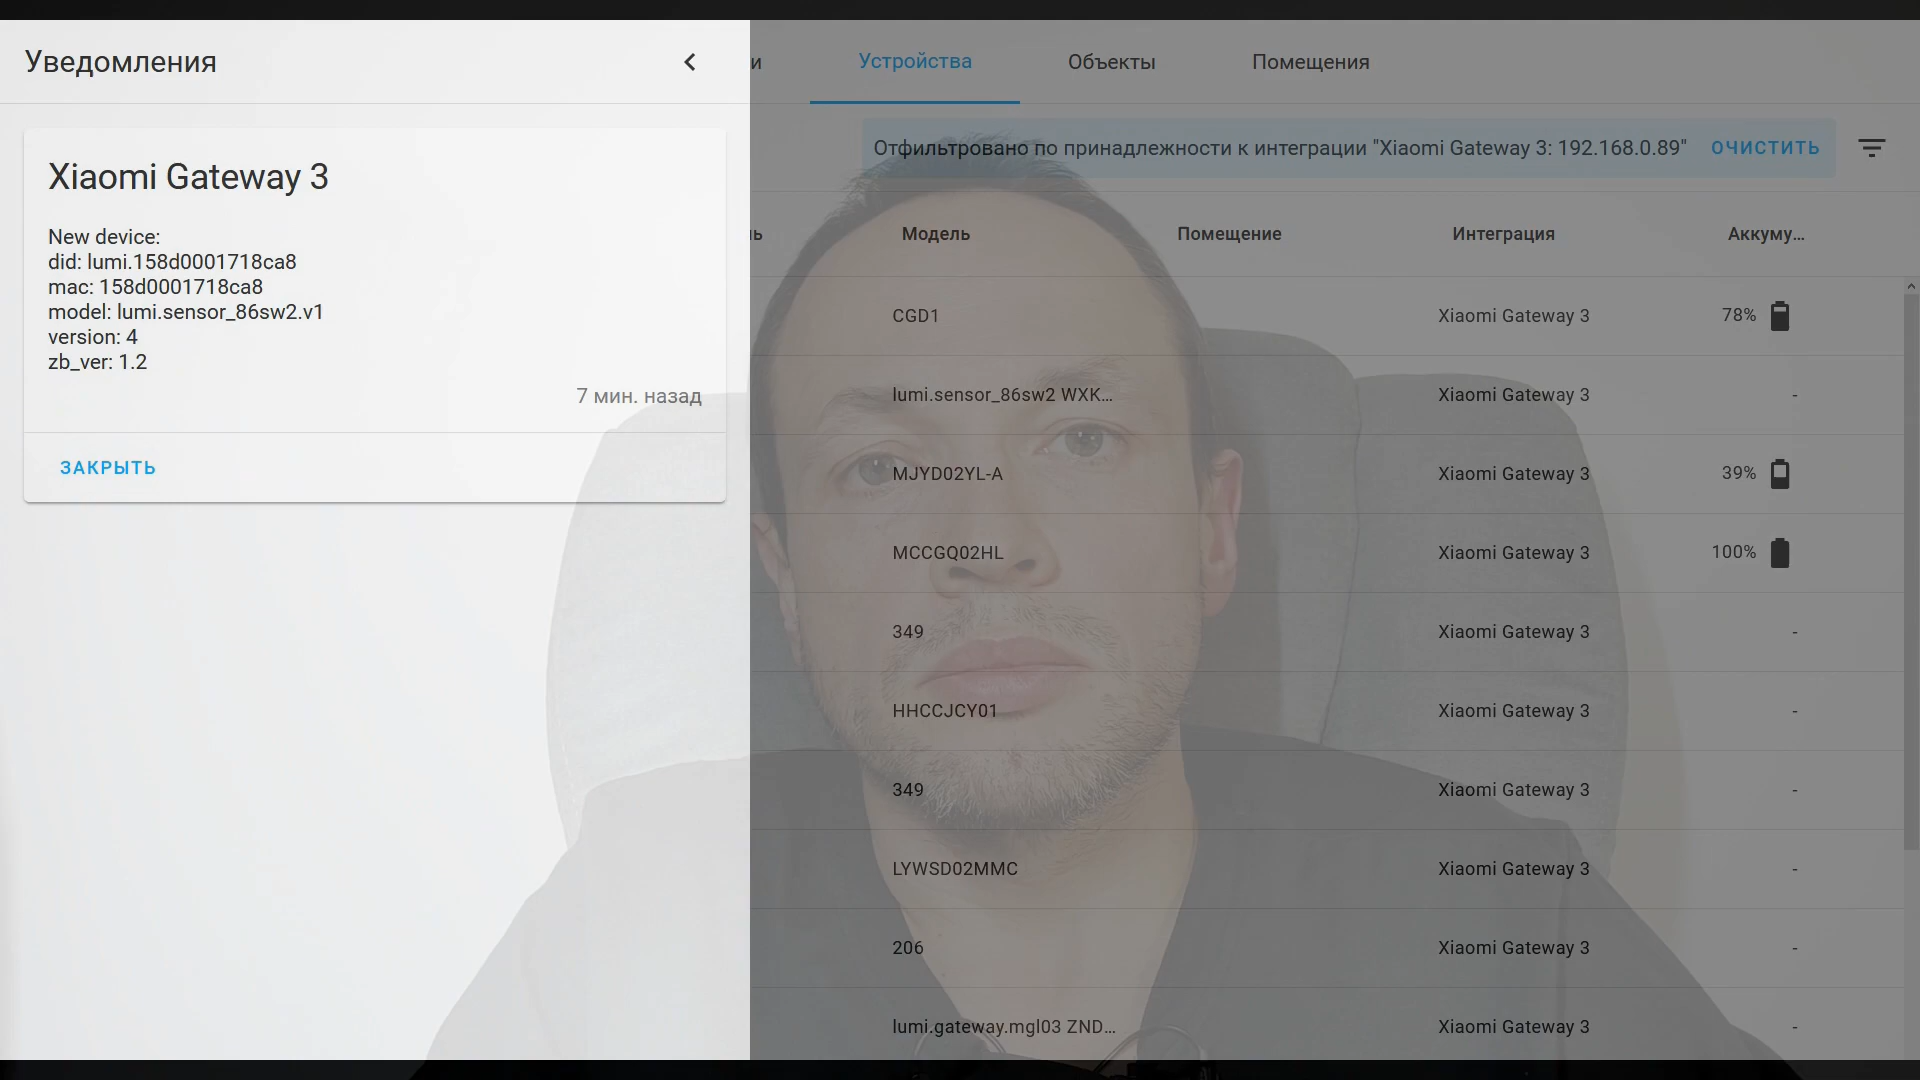 Уведомления
Xiaomi Gateway 3
New device:
did: lumi.158d0001718ca8
mac: 158d0001718ca8
model: lumi.sensor_86sw2.v1
version: 4
zb_ver: 1.2
7 мин. назад
ЗАКРЫТЬ
и Устройства Объекты Помещения
Отфильтровано по принадлежности к интеграции "Xiaomi Gateway 3: 192.168.0.89" ОЧИСТИТЬ
ь Модель Помещение Интеграция Аккуму...
CGD1 Xiaomi Gateway 3 78%
lumi.sensor_86sw2 WXK... Xiaomi Gateway 3 -
MJYD02YL-A Xiaomi Gateway 3 39%
MCCGQ02HL Xiaomi Gateway 3 100%
349 Xiaomi Gateway 3 -
HHCCJCY01 Xiaomi Gateway 3 -
349 Xiaomi Gateway 3 -
LYWSD02MMC Xiaomi Gateway 3 -
206 Xiaomi Gateway 3 -
lumi.gateway.mgl03 ZND... Xiaomi Gateway 3 -